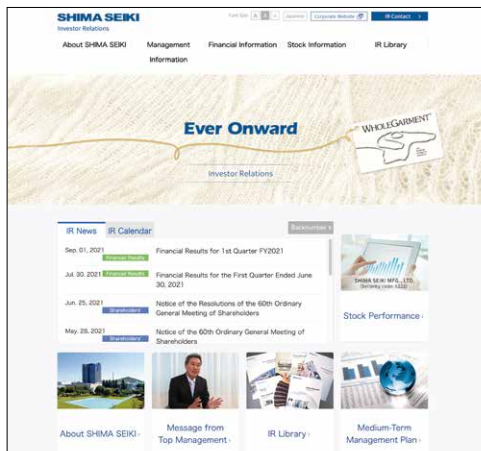 SHIMA SEIKI
Investor Relations
Font Size A A A Japanese Corporate Website IR Contact
About SHIMA SEIKI Management Information Financial Information Stock Information IR Library
Ever Onward
WHOLEGARMENT®
Investor Relations
IR News IR Calendar Backnumber
Sep. 01, 2021 Financial Results Financial Results for 1st Quarter FY2021
Jul. 30, 2021 Financial Results Financial Results for the First Quarter Ended June
30, 2021
Jun. 25, 2021 Shareholders Notice of the Resolutions of the 60th Ordinary
General Meeting of Shareholders
May. 28, 2021 Shareholders Notice of the 60th Ordinary General Meeting of
Shareholders
SHIMA SEIKI MFG., LTD.
Stock Performance
About SHIMA SEIKI
Message from
Top Management
IR Library
Medium-Term
Management Plan